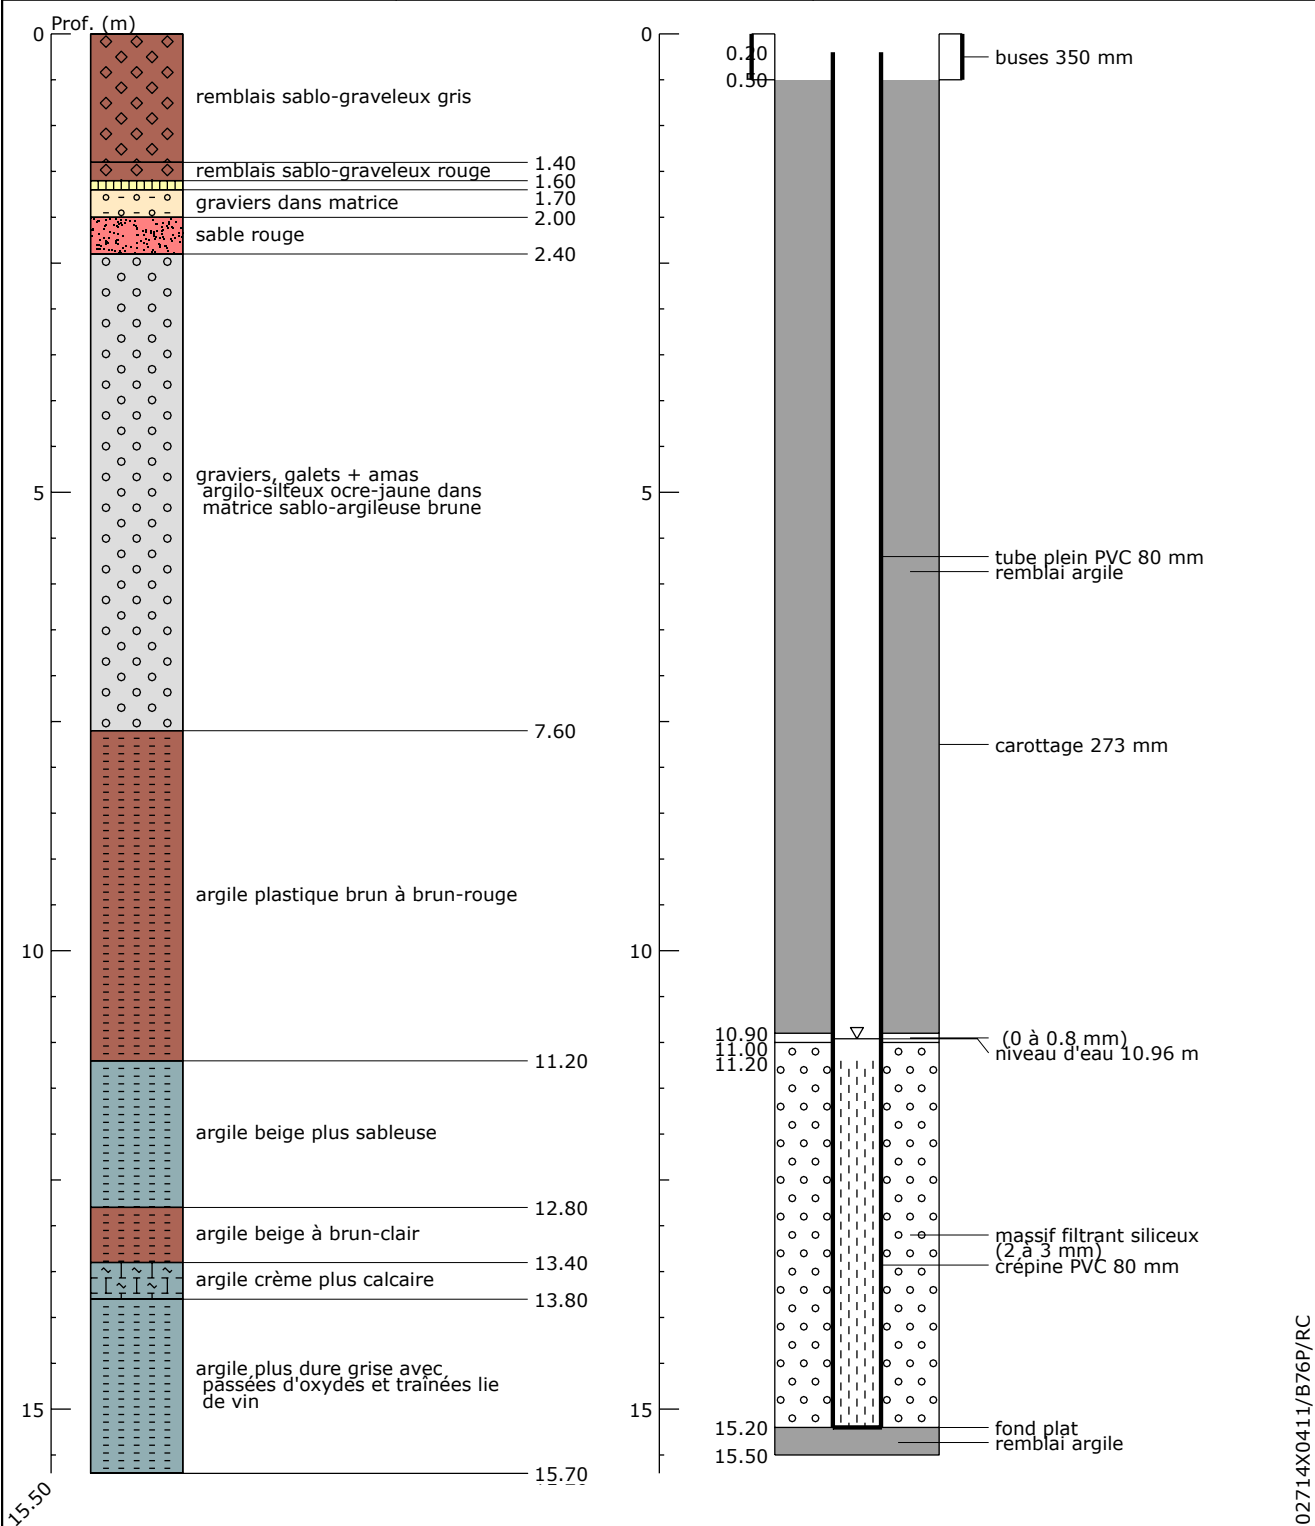 Prof. (m)
0
remblais sablo-graveleux gris
1.40
remblais sablo-graveleux rouge
1.60
1.70
graviers dans matrice
2.00
sable rouge
2.40
graviers, galets + amas
argilo-silteux ocre-jaune dans
matrice sablo-argileuse brune
5
7.60
argile plastique brun à brun-rouge
10
11.20
argile beige plus sableuse
12.80
argile beige à brun-clair
13.40
argile crème plus calcaire
13.80
argile plus dure grise avec
passées d'oxydes et traînées lie
de vin
15
15.70
15.50
0
0.20
0.50
buses 350 mm
5
tube plein PVC 80 mm
remblai argile
carottage 273 mm
10
10.90
11.00
11.20
(0 à 0.8 mm)
niveau d'eau 10.96 m
massif filtrant siliceux
(2 à 3 mm)
crépine PVC 80 mm
15
15.20
15.50
fond plat
remblai argile
02714X0411/B76P/RC